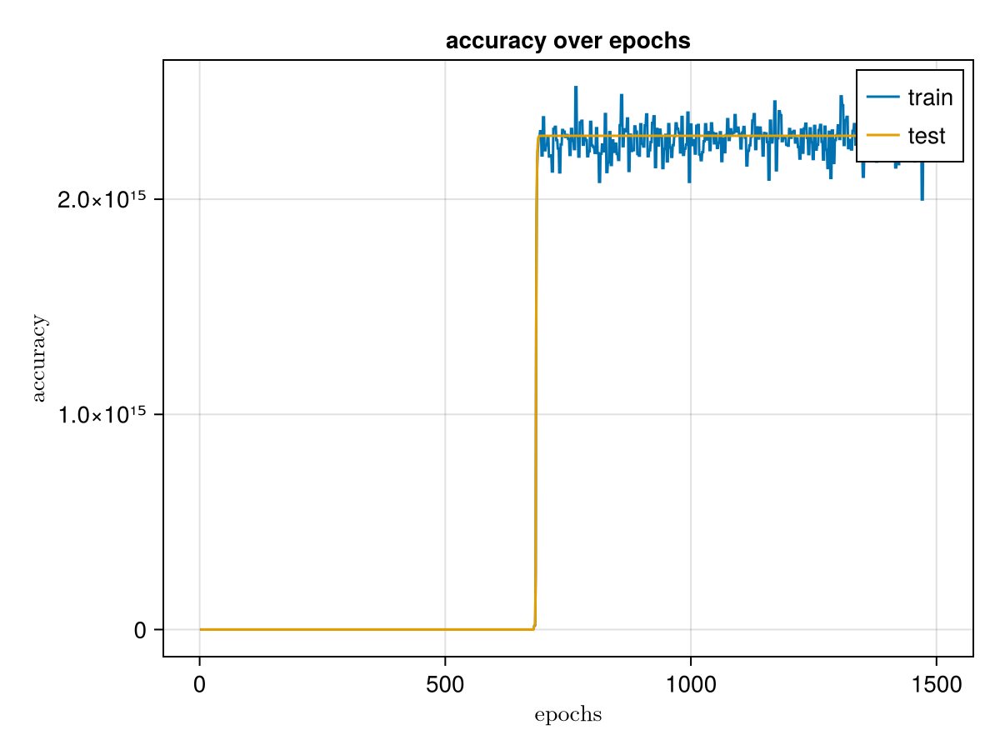 accuracy over epochs
train
test
accuracy
2.0×10¹⁵
1.0×10¹⁵
0
0 500 1000 1500
epochs